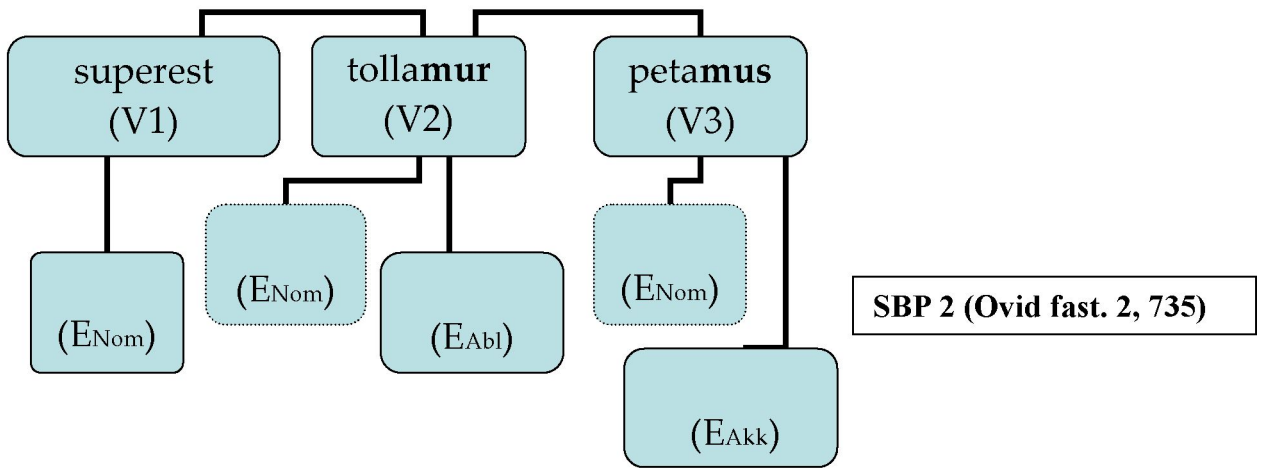 superest
(V1)
tollamur
(V2)
petamus
(V3)
(ENom)
(ENom)
(EAbl)
(ENom)
(EAkk)
SBP 2 (Ovid fast. 2, 735)